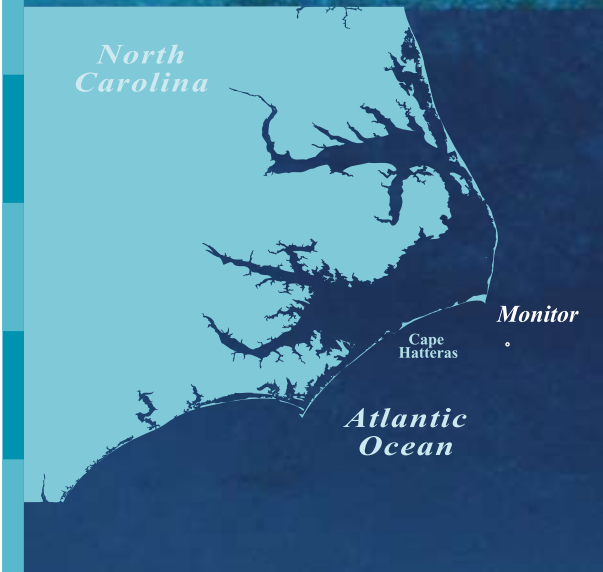 North
Carolina
Monitor
Cape
Hatteras
Atlantic
Ocean